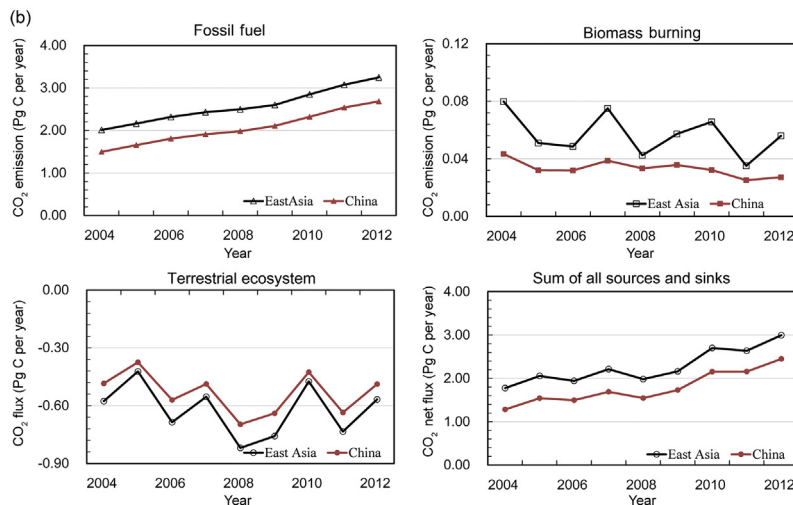 (b)
Fossil fuel
CO2 emission (Pg C per year)
4.00
3.00
2.00
1.00
0.00
EastAsia
China
2004 2006 2008 2010 2012
Year
Biomass burning
CO2 emission (Pg C per year)
0.12
0.08
0.04
0.00
East Asia
China
2004 2006 2008 2010 2012
Year
Terrestrial ecosystem
CO2 flux (Pg C per year)
0.00
-0.30
-0.60
-0.90
East Asia
China
2004 2006 2008 2010 2012
Year
Sum of all sources and sinks
CO2 net flux (Pg C per year)
4.00
3.00
2.00
1.00
0.00
East Asia
China
2004 2006 2008 2010 2012
Year